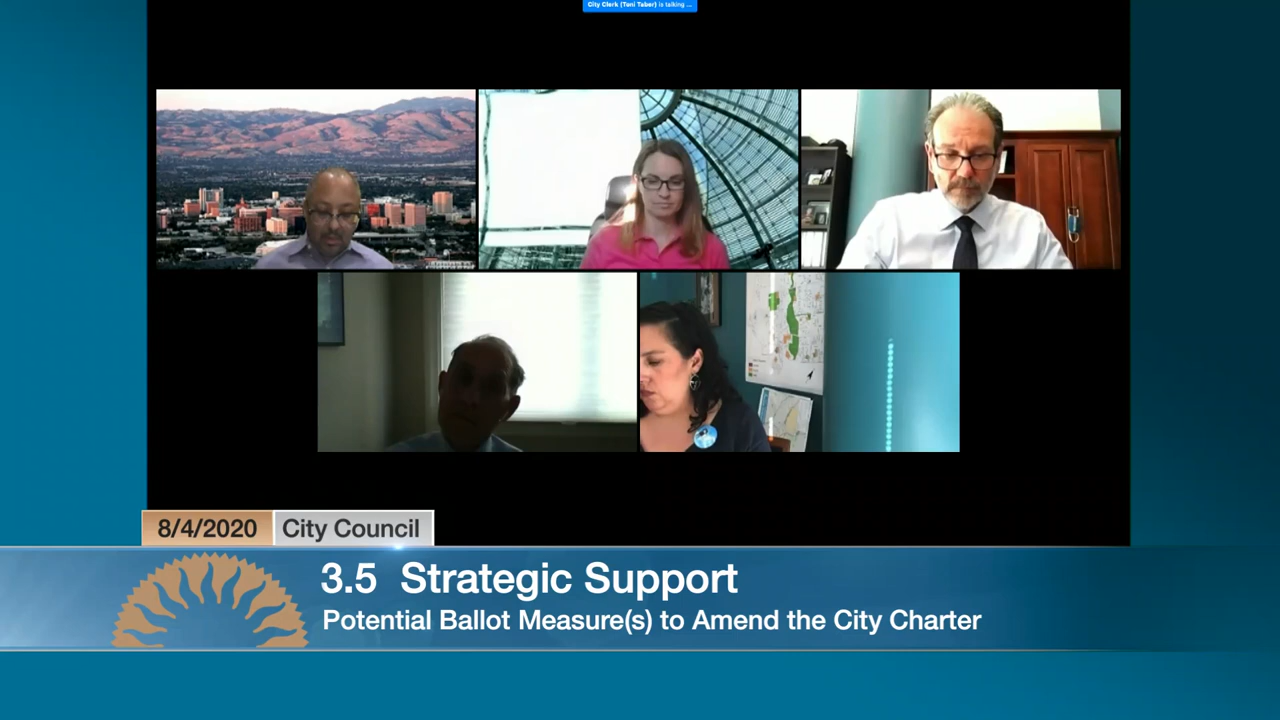 City Clerk (Toni Taber) is talking ...
8/4/2020 City Council
3.5 Strategic Support
Potential Ballot Measure(s) to Amend the City Charter